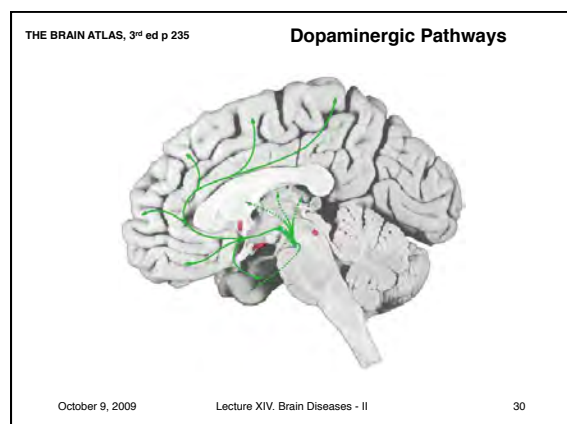 THE BRAIN ATLAS, 3rd ed p 235
Dopaminergic Pathways
October 9, 2009
Lecture XIV. Brain Diseases - II
30